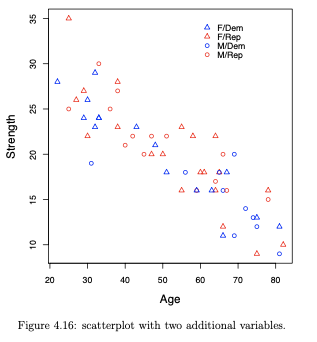 F/Dem
F/Rep
M/Dem
M/Rep
35
30
25
20
15
10
Strength
20 30 40 50 60 70 80
Age
Figure 4.16: scatterplot with two additional variables.